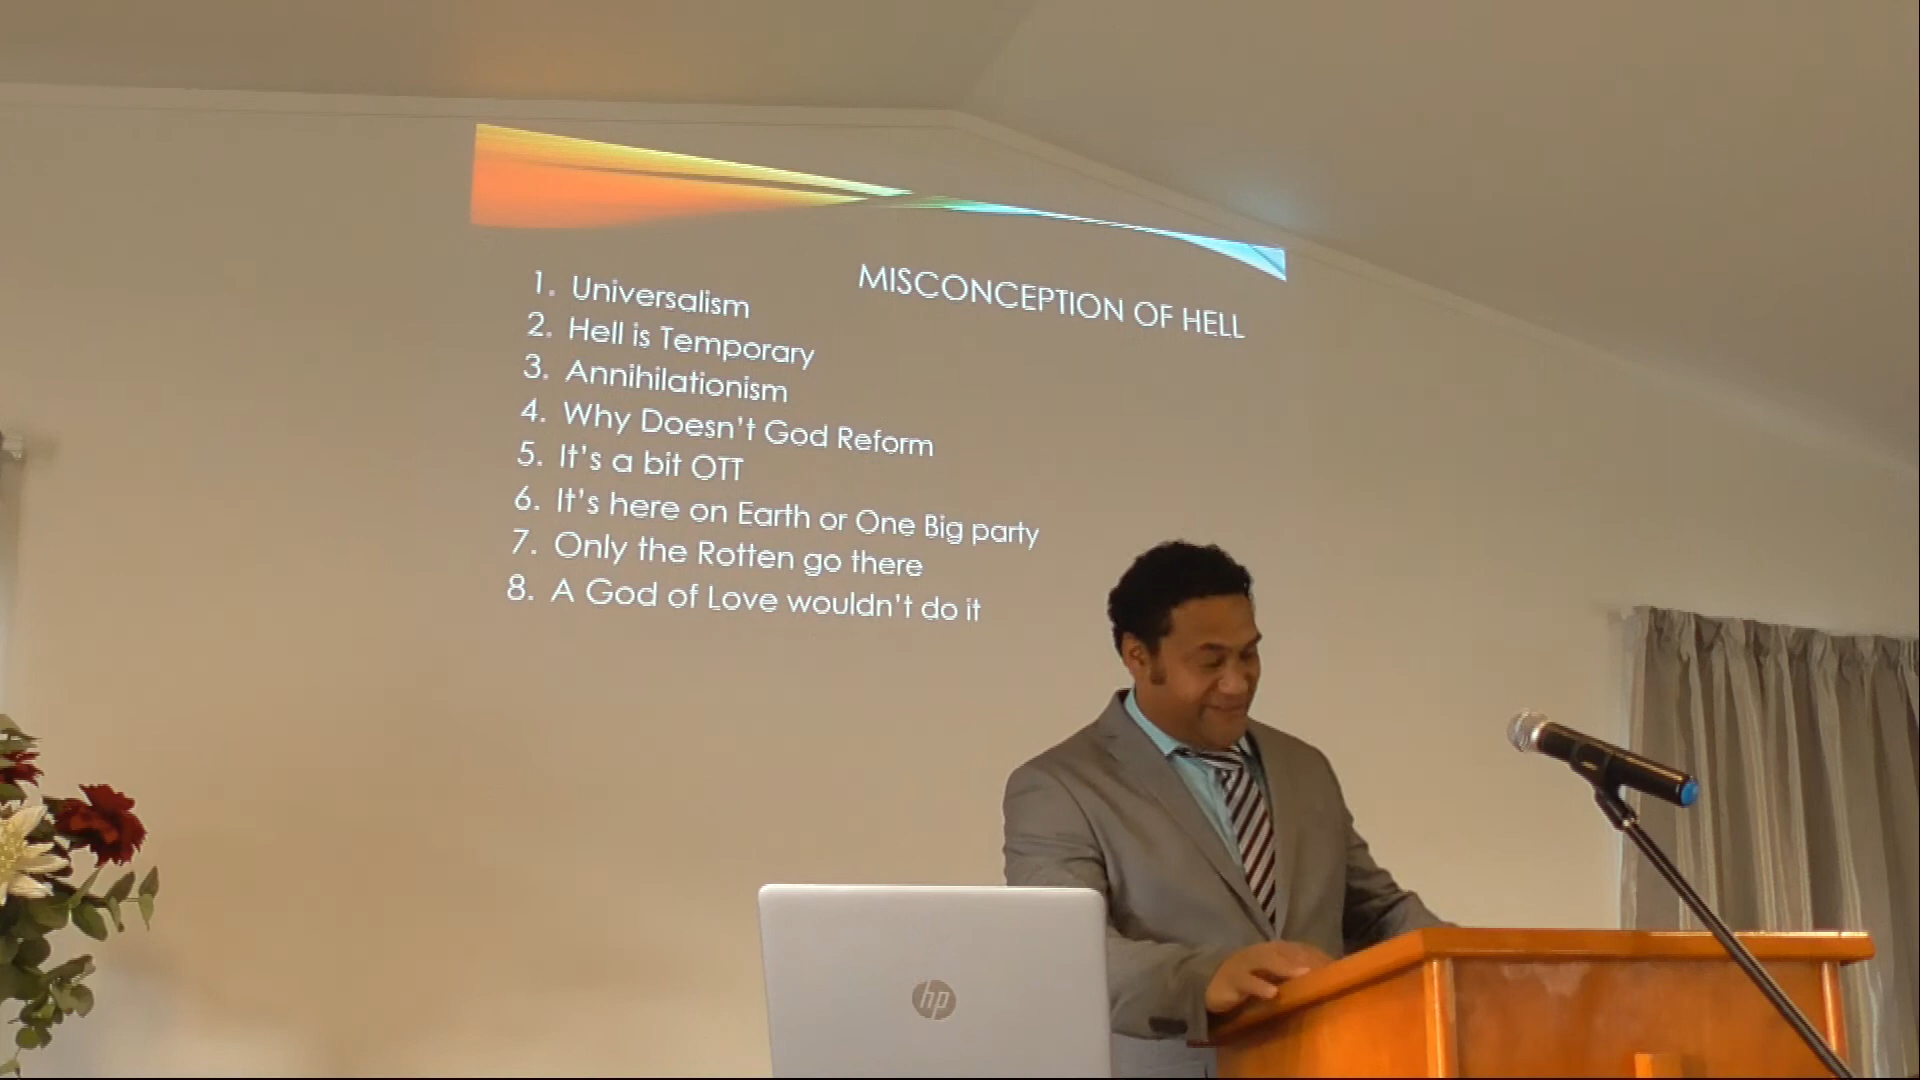 MISCONCEPTION OF HELL
1. Universalism
2. Hell is Temporary
3. Annihilationism
4. Why Doesn't God Reform
5. It's a bit OTT
6. It's here on Earth or One Big party
7. Only the Rotten go there
8. A God of Love wouldn't do it
hp